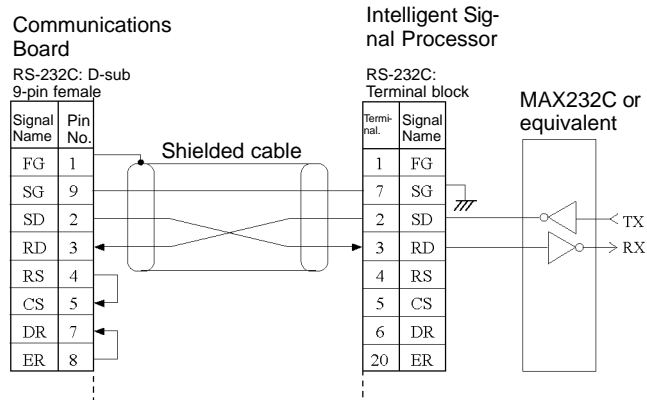 Communications
Board
RS-232C: D-sub
9-pin female
Signal Name Pin No.
FG 1
SG 9
SD 2
RD 3
RS 4
CS 5
DR 7
ER 8
Shielded cable
Intelligent Sig-
nal Processor
RS-232C:
Terminal block
Termi-
nal. Signal Name
1 FG
7 SG
2 SD
3 RD
4 RS
5 CS
6 DR
20 ER
MAX232C or
equivalent
TX
RX